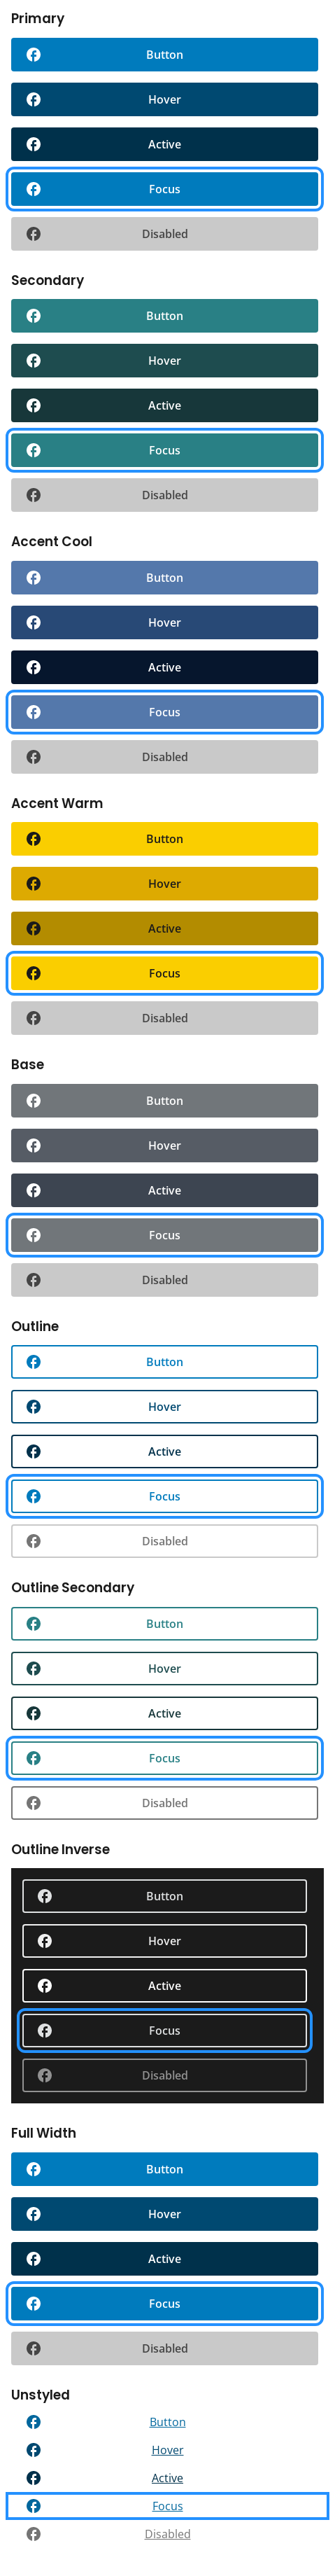 Primary
Button
Hover
Active
Focus
Disabled
Secondary
Button
Hover
Active
Focus
Disabled
Accent Cool
Button
Hover
Active
Focus
Disabled
Accent Warm
Button
Hover
Active
Focus
Disabled
Base
Button
Hover
Active
Focus
Disabled
Outline
Button
Hover
Active
Focus
Disabled
Outline Secondary
Button
Hover
Active
Focus
Disabled
Outline Inverse
Button
Hover
Active
Focus
Disabled
Full Width
Button
Hover
Active
Focus
Disabled
Unstyled
Button
Hover
Active
Focus
Disabled